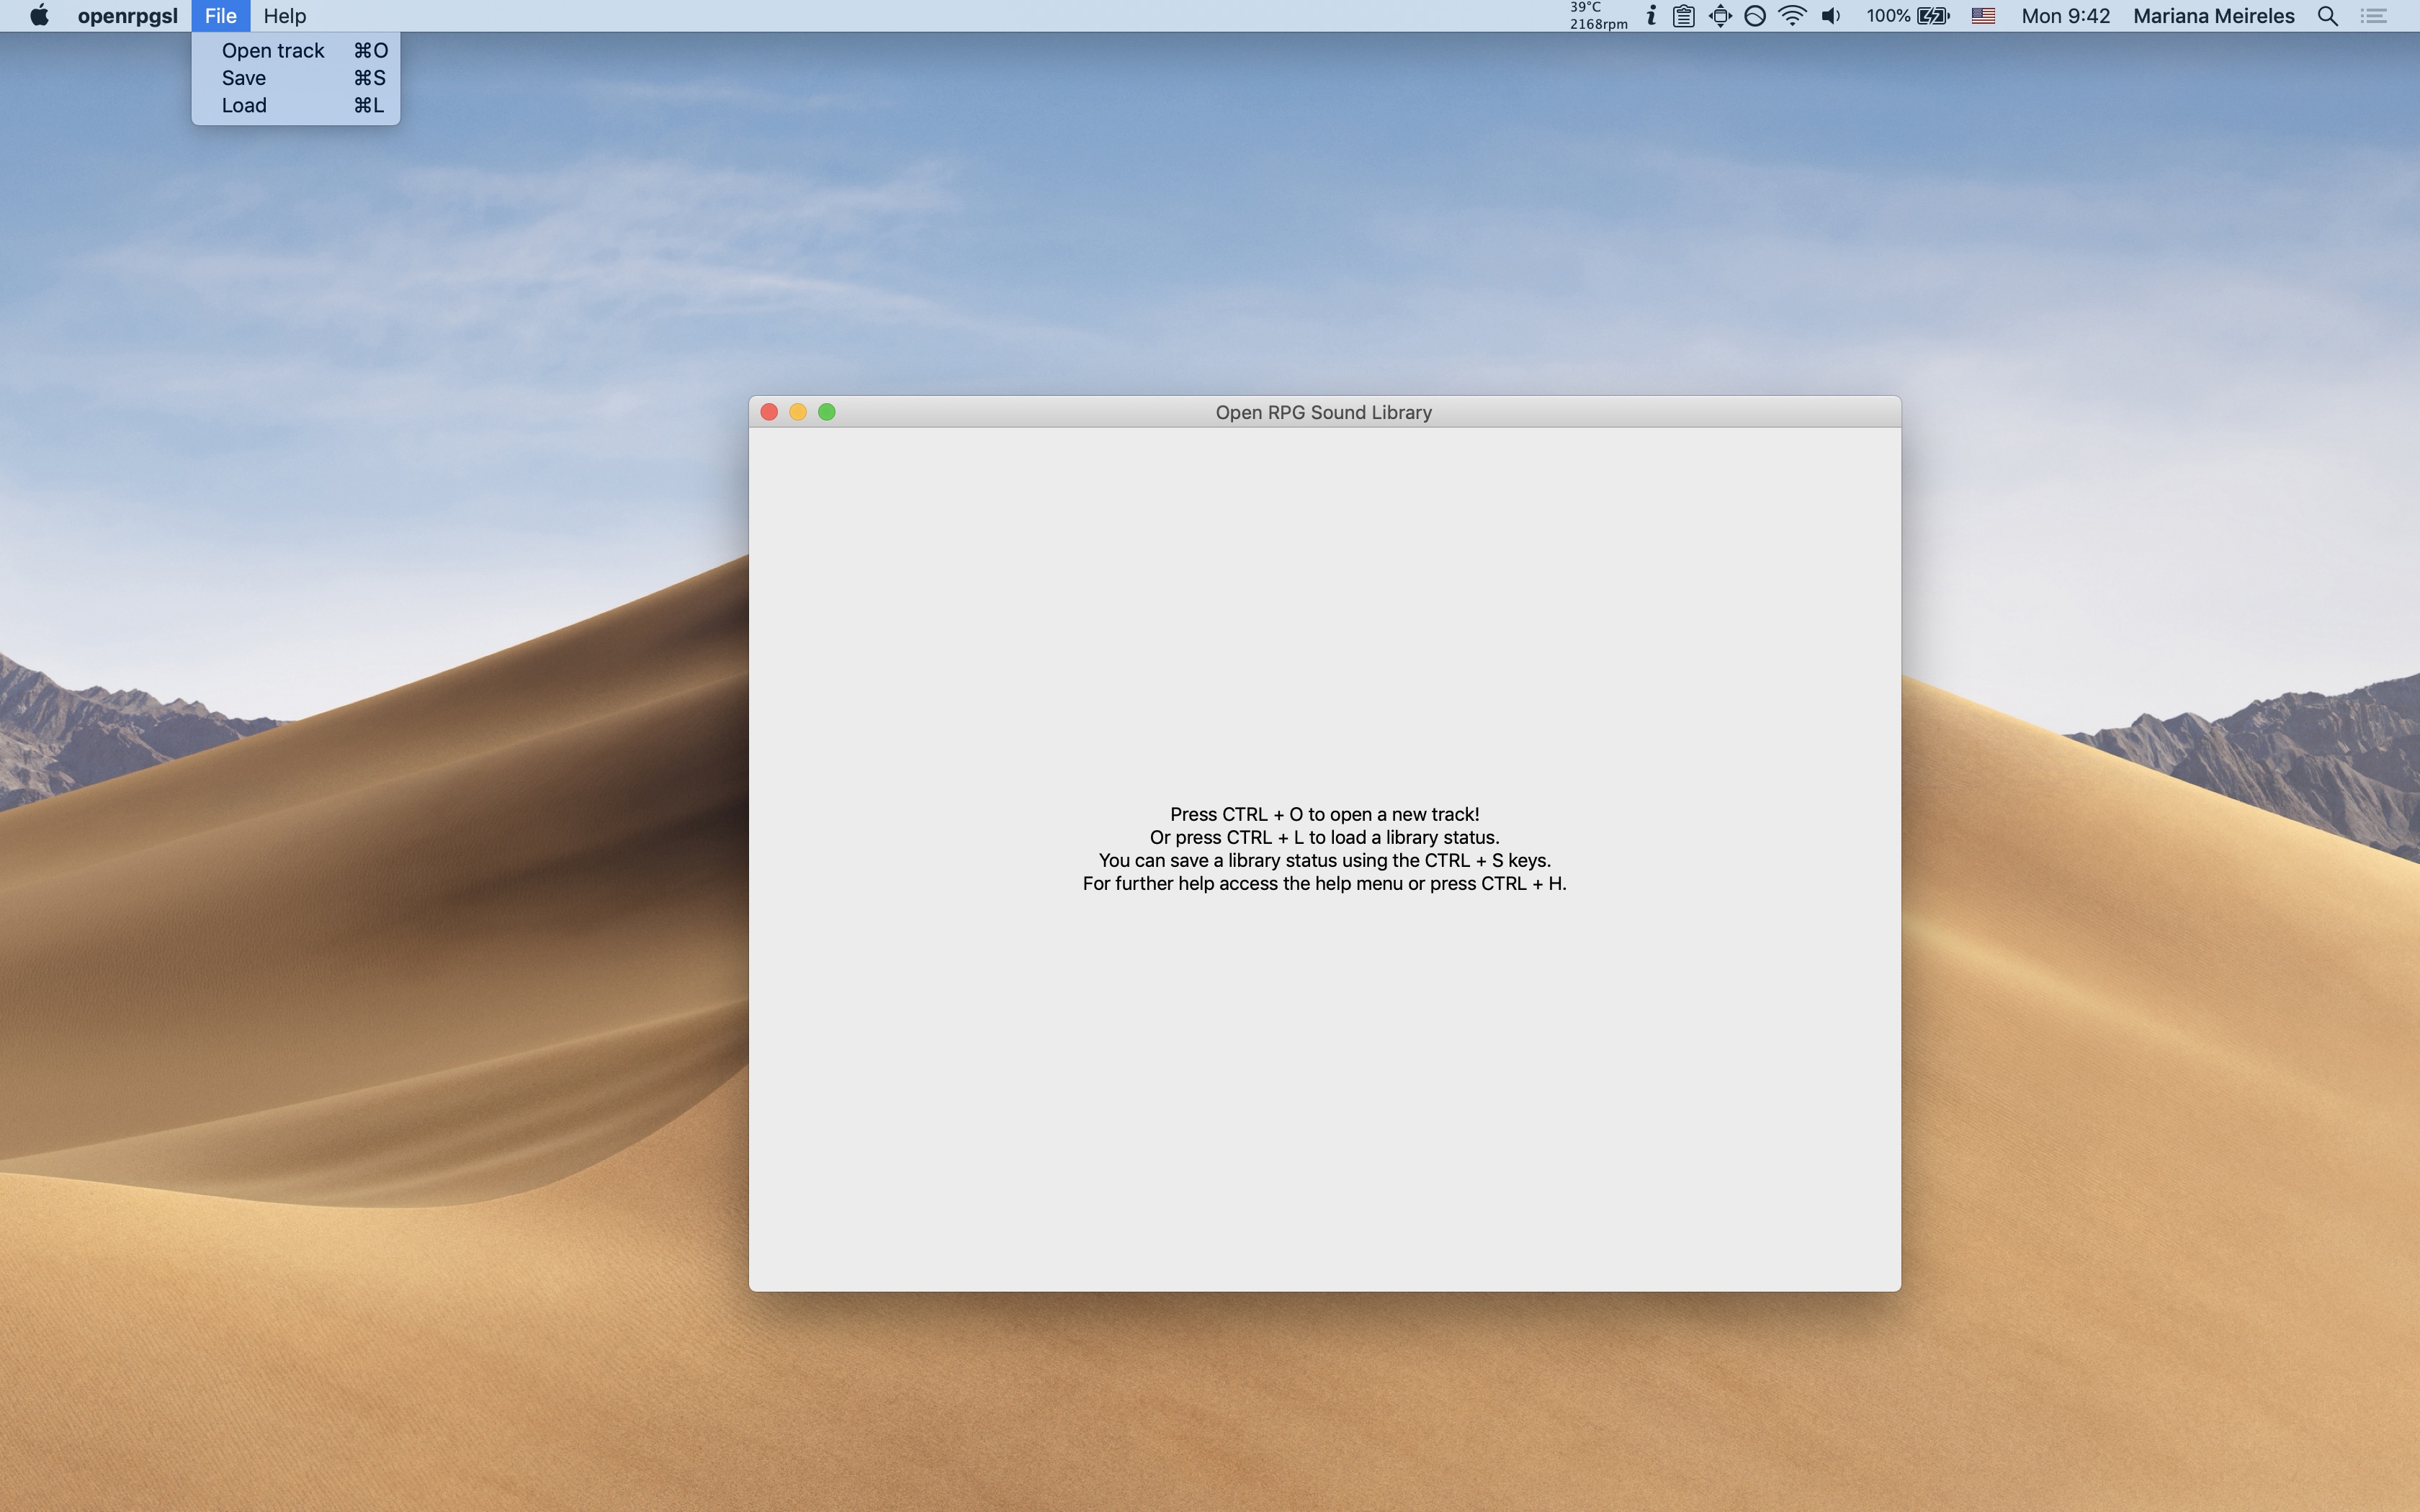 openrpgsl File Help 39°C 2168rpm 100% Mon 9:42 Mariana Meireles
Open track ⌘O
Save ⌘S
Load ⌘L
Open RPG Sound Library
Press CTRL + O to open a new track!
Or press CTRL + L to load a library status.
You can save a library status using the CTRL + S keys.
For further help access the help menu or press CTRL + H.